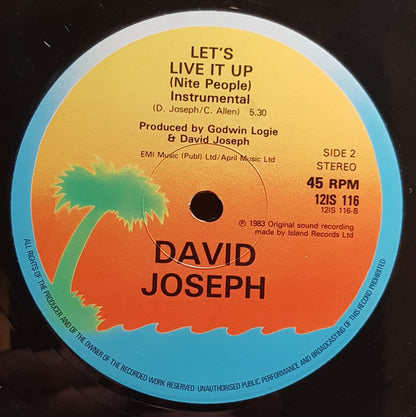 LET'S
LIVE IT UP
(Nite People)
Instrumental
(D. Joseph/C. Allen) 5.30
Produced by Godwin Logie
& David Joseph
EMI Music (Publ) Ltd/April Music Ltd
SIDE 2
STEREO
45 RPM
12IS 116
12IS 116-B
℗ 1983 Original sound recording
made by Island Records Ltd
DAVID
JOSEPH
ALL RIGHTS OF THE PRODUCER AND OF THE OWNER OF THE RECORDED WORK RESERVED · UNAUTHORISED PUBLIC PERFORMANCE AND BROADCASTING OF THIS RECORD PROHIBITED